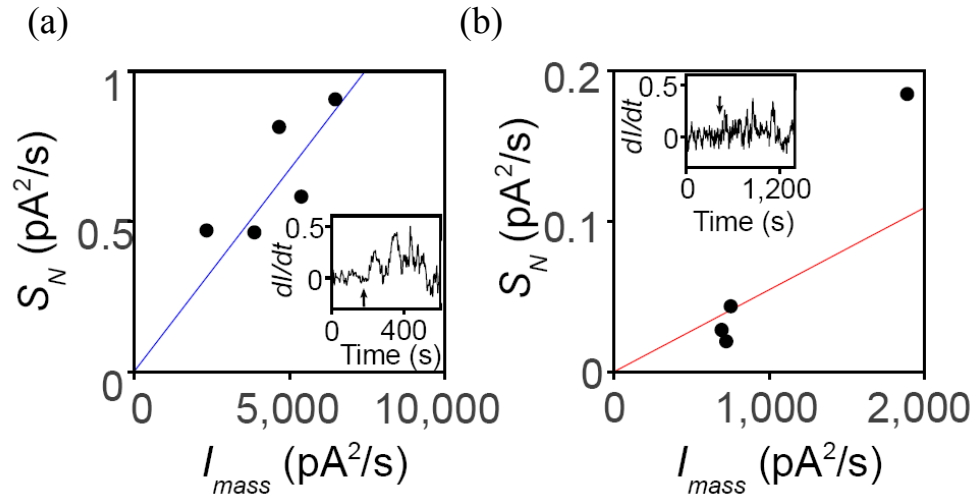 (a)
1
0.5
0
S_N (pA²/s)
0 5,000 10,000
I_mass (pA²/s)
dI/dt
0.5
0
0 400
Time (s)
(b)
0.2
0.1
0
S_N (pA²/s)
0 1,000 2,000
I_mass (pA²/s)
dI/dt
0.5
0
0 1,200
Time (s)